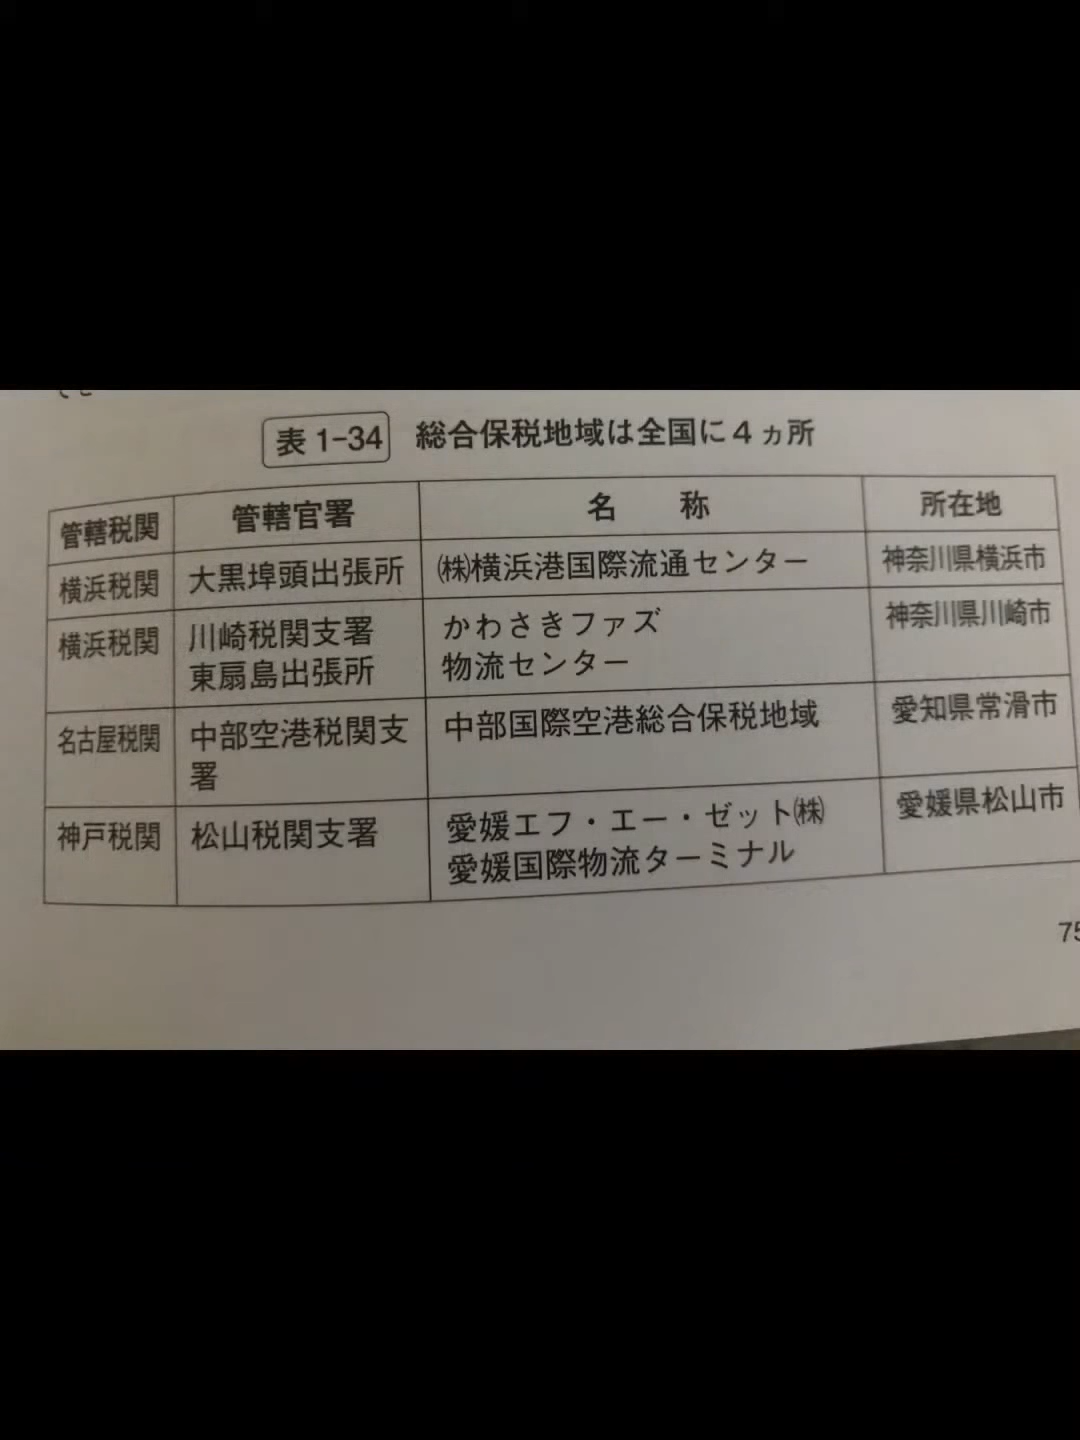 表 1-34 総合保税地域は全国に4ヵ所
管轄税関 管轄官署 名 称 所在地
横浜税関 大黒埠頭出張所 ㈱横浜港国際流通センター 神奈川県横浜市
横浜税関 川崎税関支署 かわさきファズ 神奈川県川崎市
東扇島出張所 物流センター
名古屋税関 中部空港税関支 中部国際空港総合保税地域 愛知県常滑市
署
神戸税関 松山税関支署 愛媛エフ・エー・ゼット㈱ 愛媛県松山市
愛媛国際物流ターミナル
75